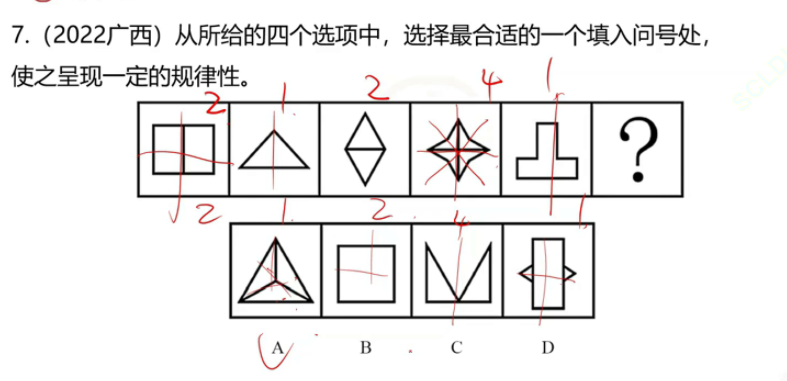 7.（2022广西）从所给的四个选项中，选择最合适的一个填入问号处，
使之呈现一定的规律性。
2 1 2 4 1
?
2 1 2 4 1
A B C D
SCLD